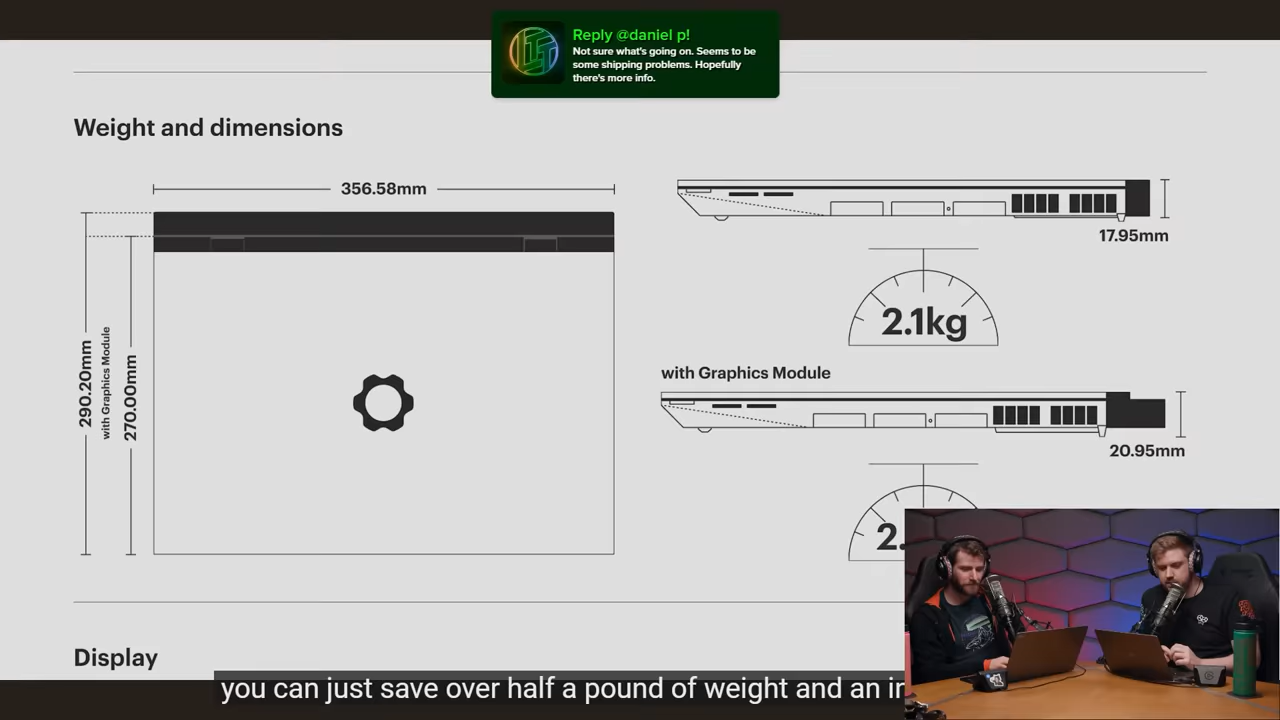 Reply @daniel p!
Not sure what's going on. Seems to be
some shipping problems. Hopefully
there's more info.
Weight and dimensions
356.58mm
290.20mm
with Graphics Module
270.00mm
17.95mm
2.1kg
with Graphics Module
20.95mm
2.
Display
you can just save over half a pound of weight and an